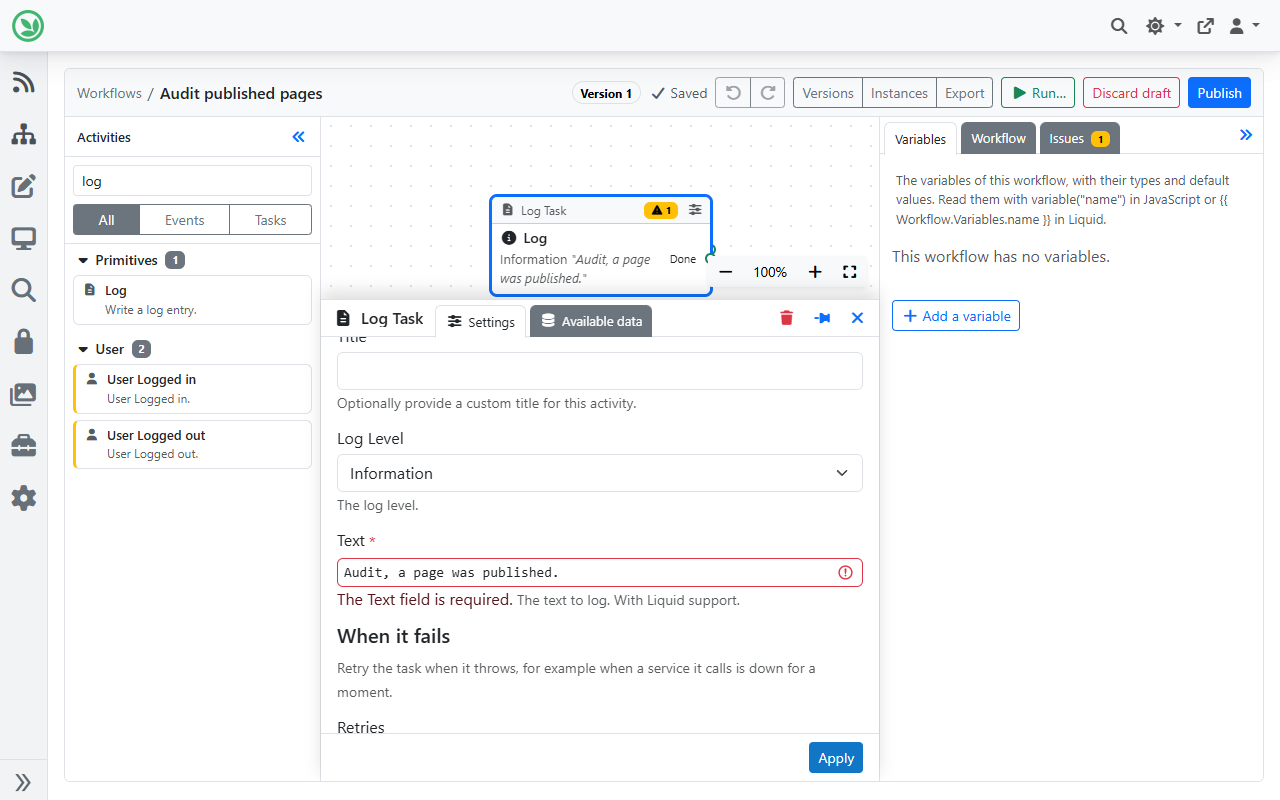 Workflows / Audit published pages
Version 1
Saved
Versions
Instances
Export
Run...
Discard draft
Publish
Activities
log
All
Events
Tasks
Primitives 1
Log
Write a log entry.
User 2
User Logged in
User Logged in.
User Logged out
User Logged out.
Log Task
1
Log
Information "Audit, a page
was published."
Done
100%
Log Task
Settings
Available data
Title
Optionally provide a custom title for this activity.
Log Level
Information
The log level.
Text *
Audit, a page was published.
The Text field is required. The text to log. With Liquid support.
When it fails
Retry the task when it throws, for example when a service it calls is down for a
moment.
Retries
Apply
Variables
Workflow
Issues 1
The variables of this workflow, with their types and default
values. Read them with variable("name") in JavaScript or {{
Workflow.Variables.name }} in Liquid.
This workflow has no variables.
Add a variable